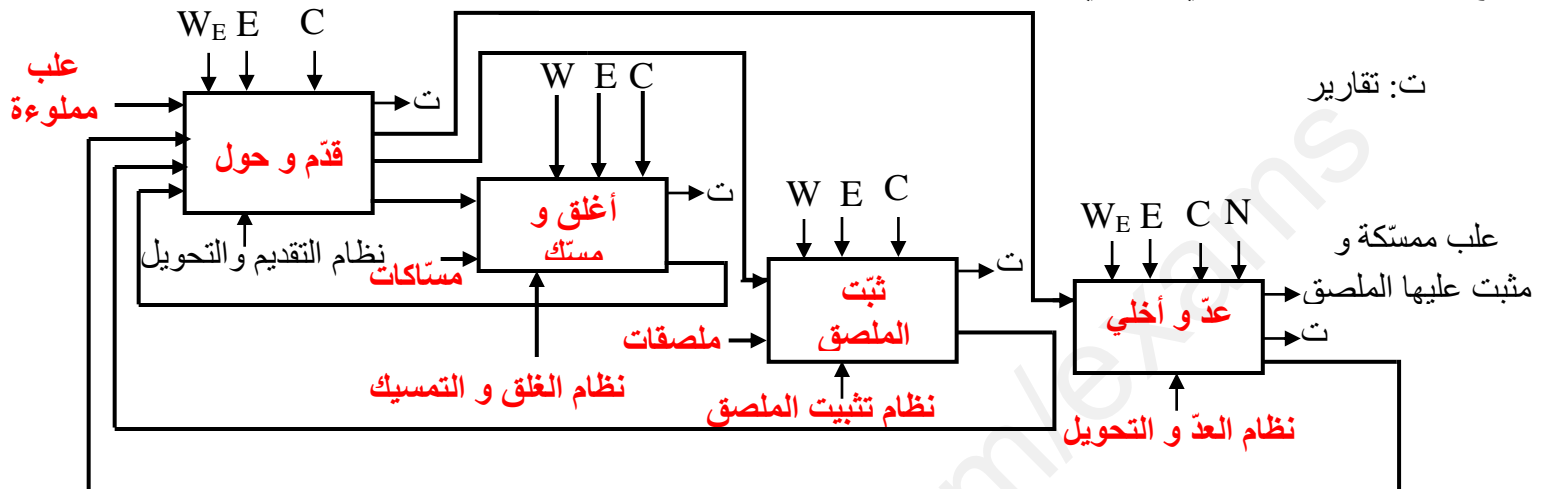 W_E E C
علب
مملوءة
ت
قدّم و حول
نظام التقديم والتحويل
W E C
ت
أغلق و
مسّك
مسّاكات
نظام الغلق و التمسيك
W E C
ت
ثبّت
الملصق
ملصقات
نظام تثبيت الملصق
ت: تقارير
W_E E C N
علب ممسّكة و
مثبت عليها الملصق
ت
عدّ و أخلي
نظام العدّ و التحويل
m/exams